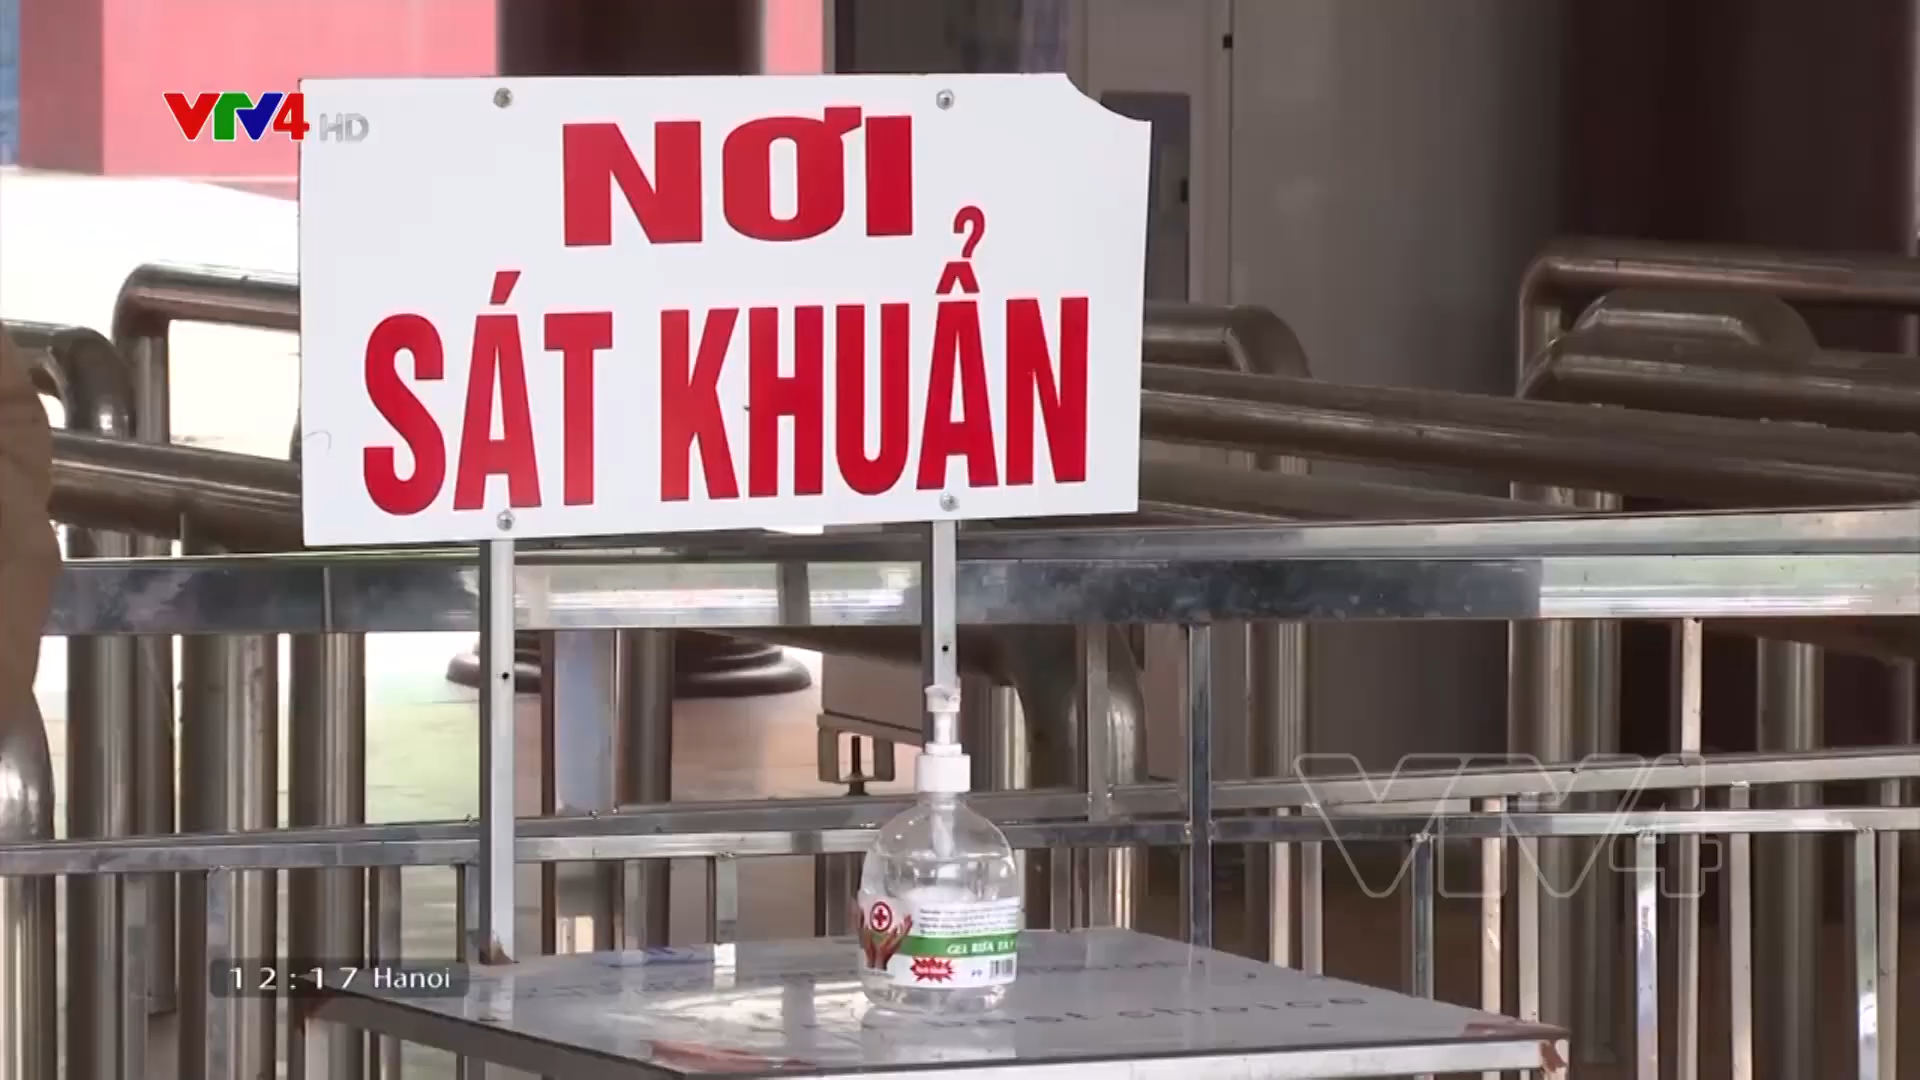 VTV4 HD
NƠI
SÁT KHUẨN
VTV4
GEL RỬA TAY
12:17 Hanoi